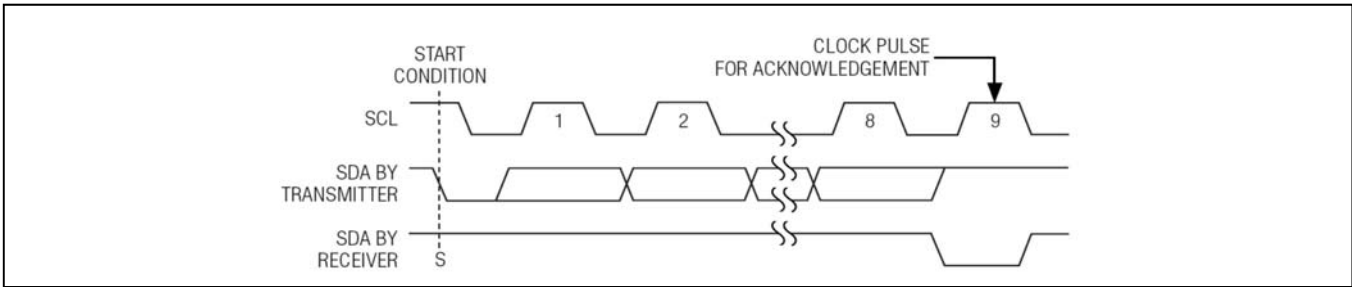 START
CONDITION
CLOCK PULSE
FOR ACKNOWLEDGEMENT
SCL
1
2
8
9
SDA BY
TRANSMITTER
SDA BY
RECEIVER
S